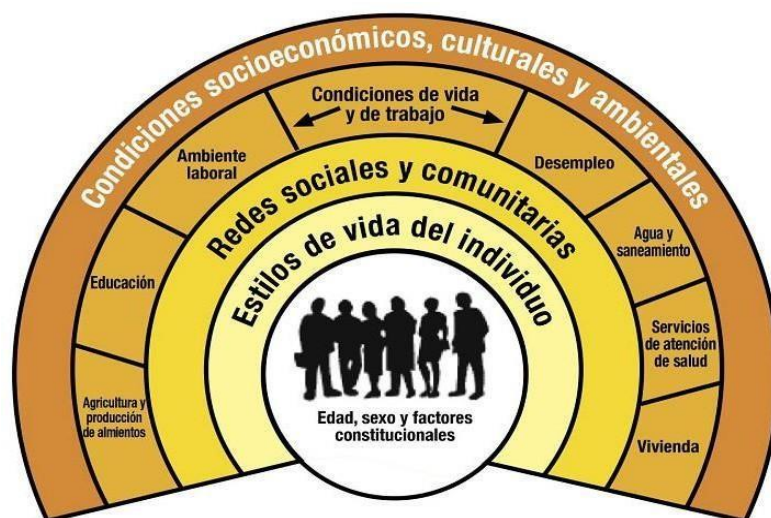 Condiciones socioeconómicos, culturales y ambientales
Condiciones de vida
y de trabajo
Ambiente
laboral
Desempleo
Redes sociales y comunitarias
Agua y
saneamiento
Educación
Estilos de vida del individuo
Servicios
de atención
de salud
Agricultura y
producción
de almientos
Edad, sexo y factores
constitucionales
Vivienda